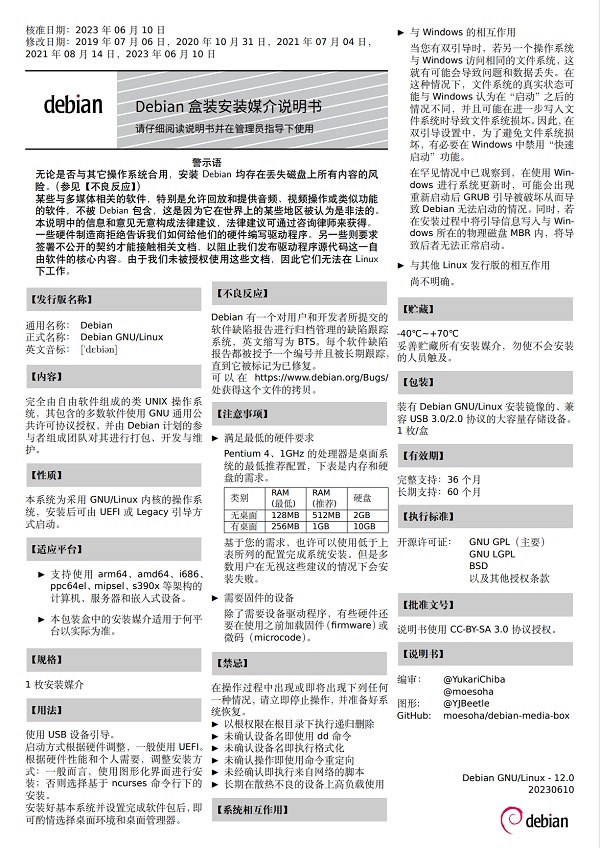 核准日期：2023 年 06 月 10 日
修改日期：2019 年 07 月 06 日，2020 年 10 月 31 日，2021 年 07 月 04 日，
2021 年 08 月 14 日，2023 年 06 月 10 日
debian
Debian 盒装安装媒介说明书
请仔细阅读说明书并在管理员指导下使用
警示语
无论是否与其它操作系统合用，安装 Debian 均存在丢失磁盘上所有内容的风
险。（参见【不良反应】）
某些与多媒体相关的软件，特别是允许回放和提供音频、视频操作或类似功能
的软件，不被 Debian 包含，这是因为它在世界上的某些地区被认为是非法的。
本说明中的信息和意见无意构成法律建议，法律建议可通过咨询律师来获得。
一些硬件制造商拒绝告诉我们如何给他们的硬件编写驱动程序。另一些则要求
签署不公开的契约才能接触相关文档，以阻止我们发布驱动程序源代码这一自
由软件的核心内容。由于我们未被授权使用这些文档，因此它们无法在 Linux
下工作。
【发行版名称】
通用名称： Debian
正式名称： Debian GNU/Linux
英文音标： [ˈdɛbiən]
【内容】
完全由自由软件组成的类 UNIX 操作系
统，其包含的多数软件使用 GNU 通用公
共许可协议授权，并由 Debian 计划的参
与者组成团队对其进行打包、开发与维
护。
【性质】
本系统为采用 GNU/Linux 内核的操作系
统，安装后可由 UEFI 或 Legacy 引导方
式启动。
【适应平台】
▶ 支持使用 arm64、amd64、i686、
ppc64el、mipsel、s390x 等架构的
计算机、服务器和嵌入式设备。
▶ 本包装盒中的安装媒介适用于何平
台以实际为准。
【规格】
1 枚安装媒介
【用法】
使用 USB 设备引导。
启动方式根据硬件调整，一般使用 UEFI。
根据硬件性能和个人需要，调整安装方
式：一般而言，使用图形化界面进行安
装；否则选择基于 ncurses 命令行下的
安装。
安装好基本系统并设置完成软件包后，即
可酌情选择桌面环境和桌面管理器。
【不良反应】
Debian 有一个对用户和开发者所提交的
软件缺陷报告进行归档管理的缺陷跟踪
系统，英文缩写为 BTS。每个软件缺陷
报告都被授予一个编号并且被长期跟踪，
直到它被标记为已修复。
可以在 https://www.debian.org/Bugs/
处获得这个文件的拷贝。
【注意事项】
▶ 满足最低的硬件要求
Pentium 4、1GHz 的处理器是桌面系
统的最低推荐配置，下表是内存和硬
盘的需求。
类别 RAM（最低） RAM（推荐） 硬盘
无桌面 128MB 512MB 2GB
有桌面 256MB 1GB 10GB
基于您的需求，也许可以使用低于上
表所列的配置完成系统安装。但是多
数用户在无视这些建议的情况下会安
装失败。
▶ 需要固件的设备
除了需要设备驱动程序，有些硬件还
要在使用之前加载固件（firmware）或
微码（microcode）。
【禁忌】
在操作过程中出现或即将出现下列任何
一种情况，请立即停止操作，并准备好系
统恢复。
▶ 以根权限在根目录下执行递归删除
▶ 未确认设备名即使用 dd 命令
▶ 未确认设备名即执行格式化
▶ 未确认操作即使用命令重定向
▶ 未经确认即执行来自网络的脚本
▶ 长期在散热不良的设备上高负载使用
【系统相互作用】
▶ 与 Windows 的相互作用
当您有双引导时，若另一个操作系统
与 Windows 访问相同的文件系统，这
就有可能会导致问题和数据丢失。在
这种情况下，文件系统的真实状态可
能与 Windows 认为在“启动”之后的
情况不同，并且可能在进一步写入文
件系统时导致文件系统损坏。因此，在
双引导设置中，为了避免文件系统损
坏，有必要在 Windows 中禁用“快速
启动”功能。
在罕见情况中已观察到，在使用 Win-
dows 进行系统更新时，可能会出现
重新启动后 GRUB 引导被破坏从而导
致 Debian 无法启动的情况。同时，若
在安装过程中将引导信息写入与 Win-
dows 所在的物理磁盘 MBR 内，将导
致后者无法正常启动。
▶ 与其他 Linux 发行版的相互作用
尚不明确。
【贮藏】
-40℃~+70℃
妥善贮藏所有安装媒介，勿使不会安装
的人员触及。
【包装】
装有 Debian GNU/Linux 安装镜像的、兼
容 USB 3.0/2.0 协议的大容量存储设备。
1 枚/盒
【有效期】
完整支持：36 个月
长期支持：60 个月
【执行标准】
开源许可证： GNU GPL（主要）
GNU LGPL
BSD
以及其他授权条款
【批准文号】
说明书使用 CC-BY-SA 3.0 协议授权。
【说明书】
编审： @YukariChiba
@moesoha
图形： @YJBeetle
GitHub: moesoha/debian-media-box
Debian GNU/Linux - 12.0
20230610
debian